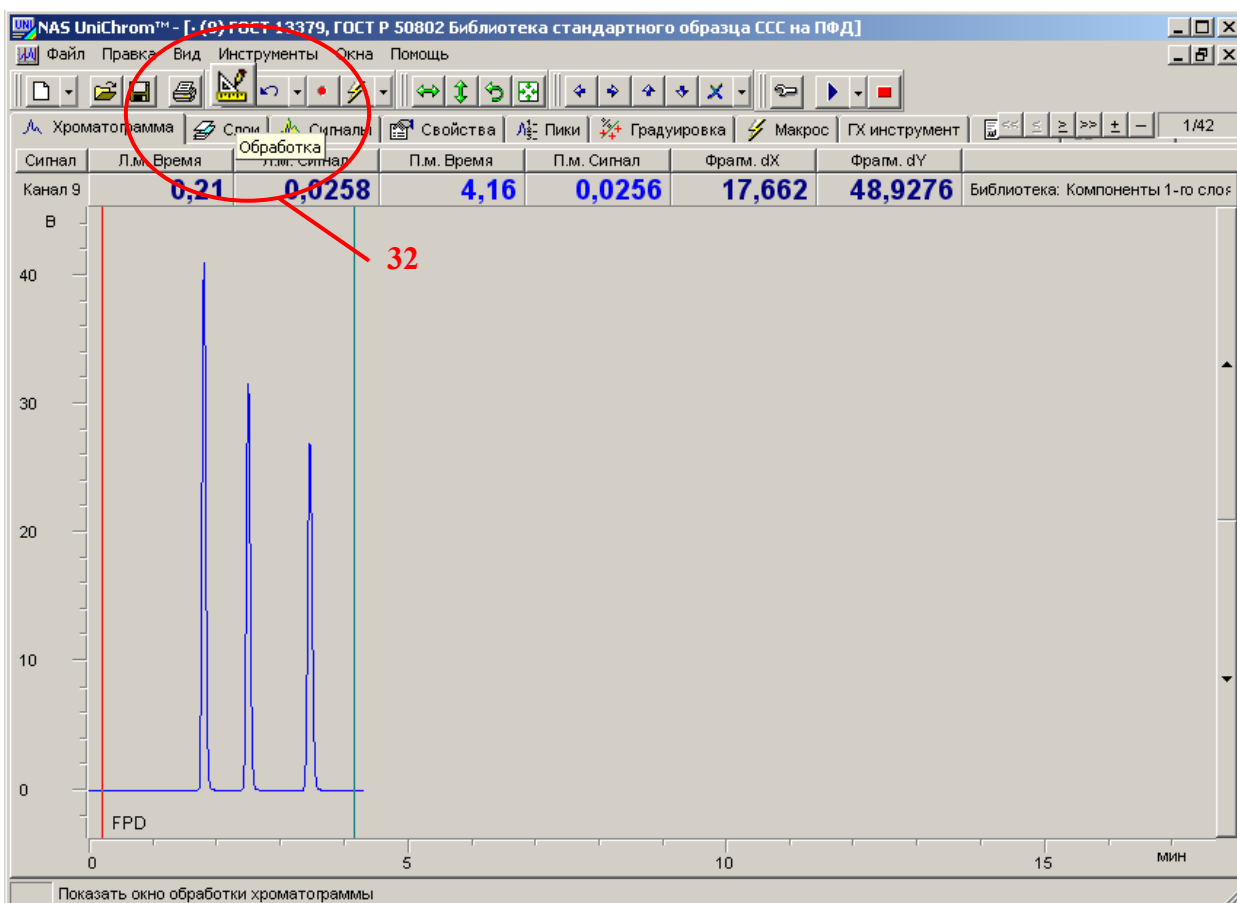 NAS UniChrom™ - [: (9) ГОСТ 13379, ГОСТ Р 50802 Библиотека стандартного образца ССС на ПФД]
Файл Правка Вид Инструменты Окна Помощь
Хроматограмма Слои Сигналы Свойства Пики Градуировка Макрос ГХ инструмент << ≤ ≥ >> ± − 1/42
Обработка
Сигнал Л.м. Время Л.м. Сигнал П.м. Время П.м. Сигнал Фрагм. dX Фрагм. dY
Канал 9 0,21 0,0258 4,16 0,0256 17,662 48,9276 Библиотека: Компоненты 1-го слоя
В
32
40
30
20
10
0
FPD
0 5 10 15 мин
Показать окно обработки хроматограммы